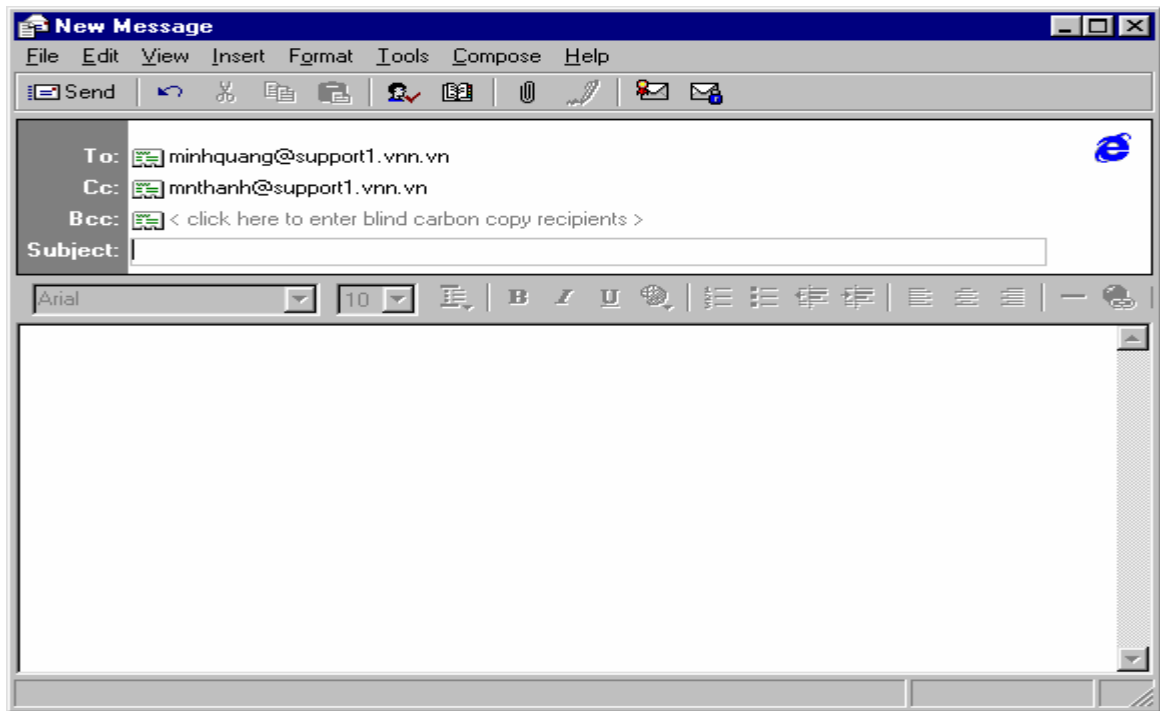 New Message
File Edit View Insert Format Tools Compose Help
Send
To: minhquang@support1.vnn.vn
Cc: mnthanh@support1.vnn.vn
Bcc: < click here to enter blind carbon copy recipients >
Subject:
Arial 10 B I U